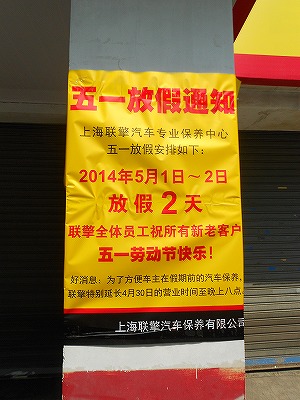 五一放假通知
上海联擎汽车专业保养中心
五一放假安排如下：
2014年5月1日～2日
放假2天
联擎全体员工祝所有新老客户
五一劳动节快乐！
好消息：为了方便车主在假期前的汽车保养，
联擎特别延长4月30日的营业时间至晚上八点。
上海联擎汽车保养有限公司